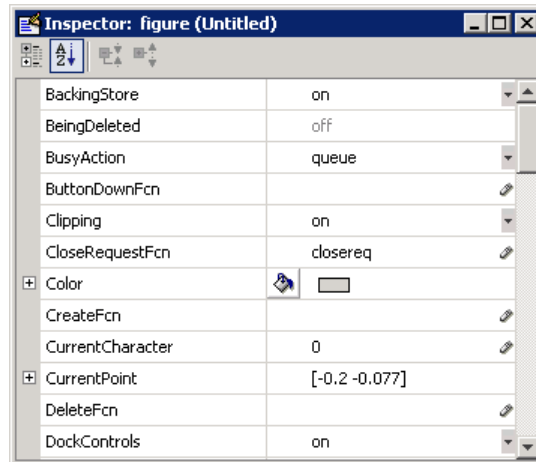 Inspector: figure (Untitled)
BackingStore on
BeingDeleted off
BusyAction queue
ButtonDownFcn
Clipping on
CloseRequestFcn closereq
Color
CreateFcn
CurrentCharacter 0
CurrentPoint [-0.2 -0.077]
DeleteFcn
DockControls on